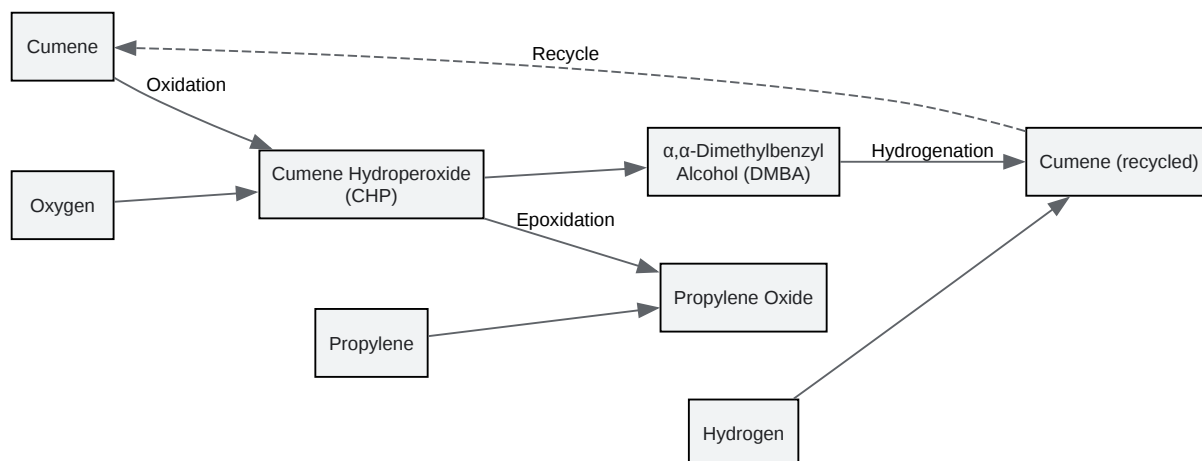 Cumene
Recycle
Oxidation
Oxygen
Cumene Hydroperoxide
(CHP)
α,α-Dimethylbenzyl
Alcohol (DMBA)
Hydrogenation
Cumene (recycled)
Epoxidation
Propylene Oxide
Propylene
Hydrogen